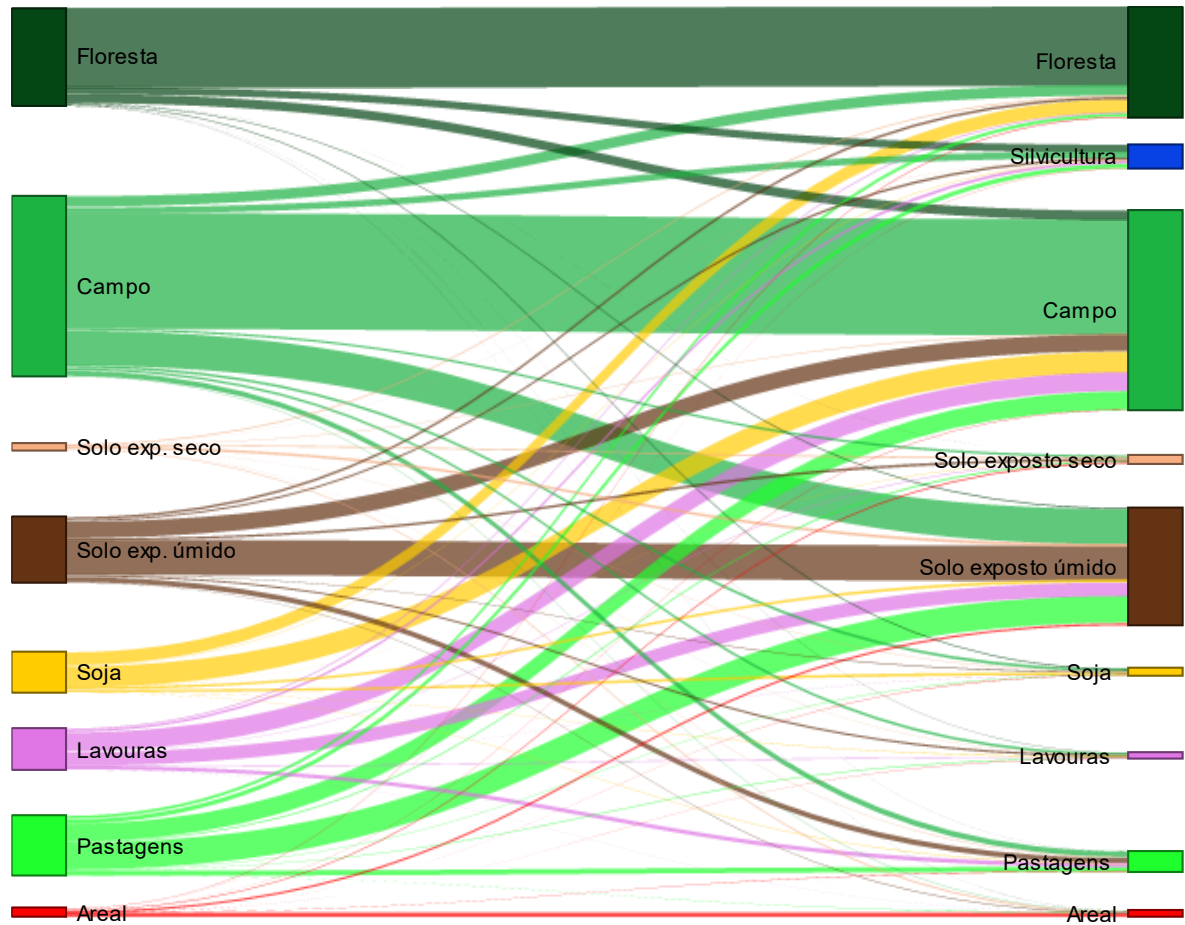 Floresta
Campo
Solo exp. seco
Solo exp. úmido
Soja
Lavouras
Pastagens
Areal
Floresta
Silvicultura
Campo
Solo exposto seco
Solo exposto úmido
Soja
Lavouras
Pastagens
Areal